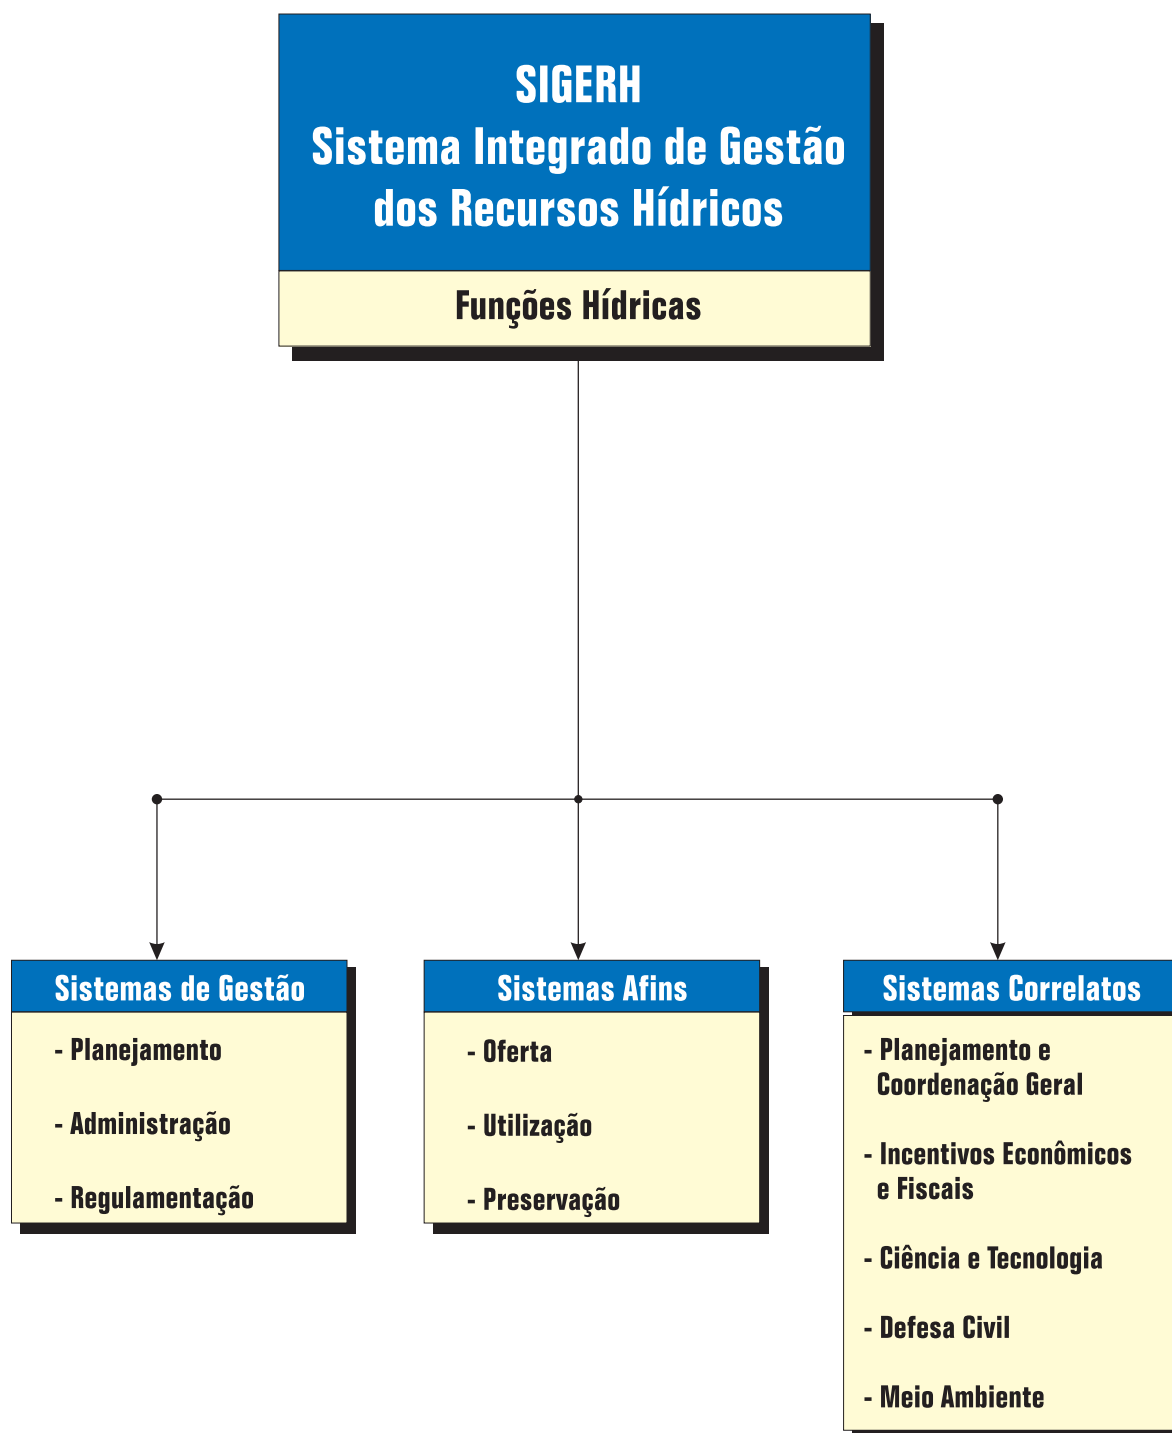 SIGERH
Sistema Integrado de Gestão
dos Recursos Hídricos
Funções Hídricas
Sistemas de Gestão
- Planejamento
- Administração
- Regulamentação
Sistemas Afins
- Oferta
- Utilização
- Preservação
Sistemas Correlatos
- Planejamento e
Coordenação Geral
- Incentivos Econômicos
e Fiscais
- Ciência e Tecnologia
- Defesa Civil
- Meio Ambiente